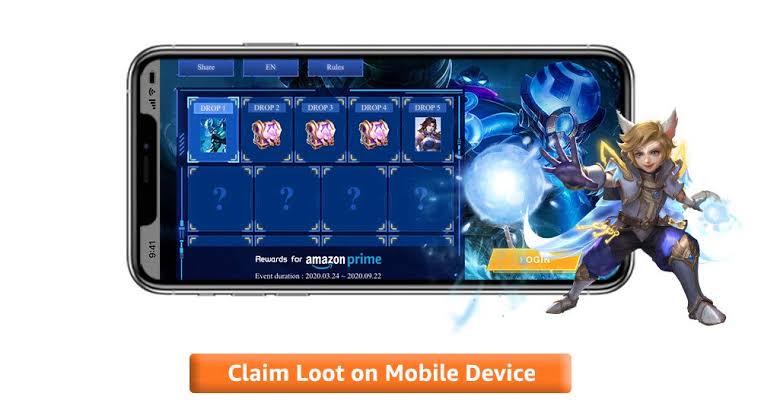 Share EN Rules
DROP 1 DROP 2 DROP 3 DROP 4 DROP 5
? ? ? ?
Rewards for amazon prime
Event duration : 2020.03.24 ~ 2020.09.22
LOGIN
9:41
Claim Loot on Mobile Device